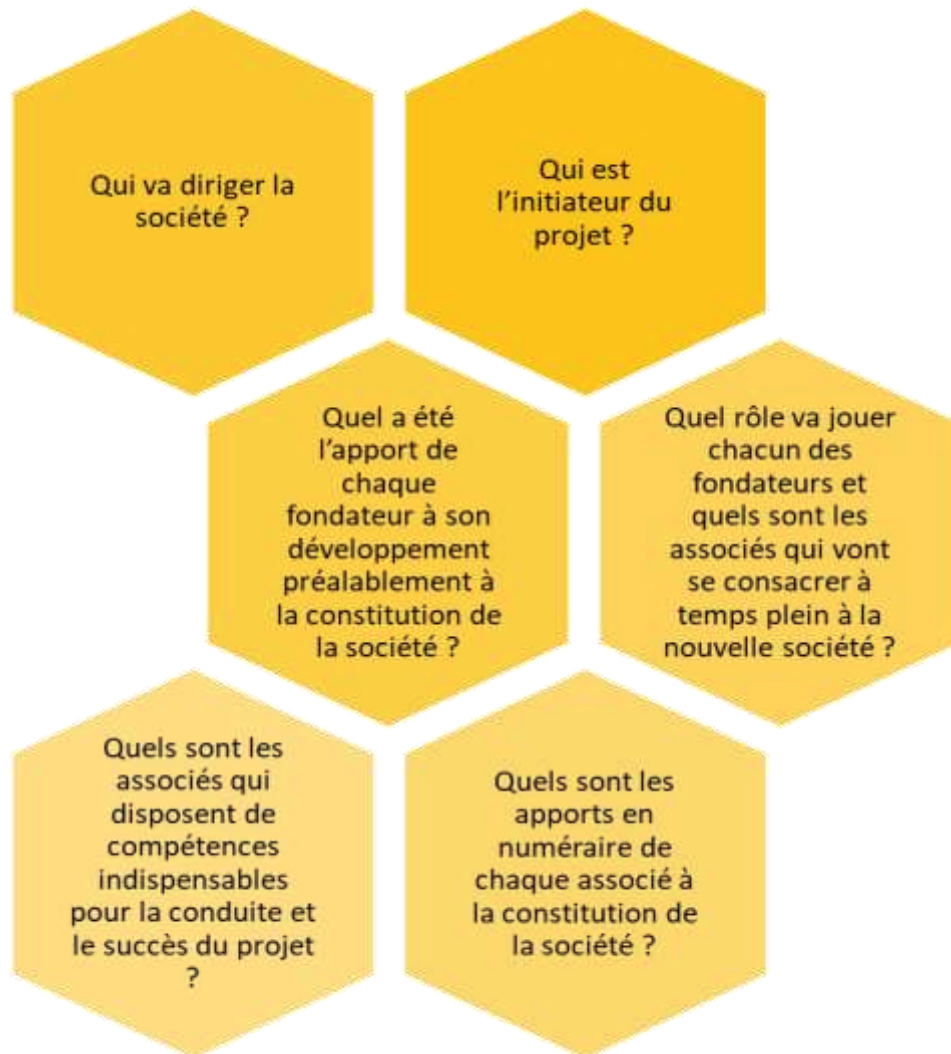 Qui va diriger la
société ?
Qui est
l’initiateur du
projet ?
Quel a été
l’apport de
chaque
fondateur à son
développement
préalablement à
la constitution de
la société ?
Quel rôle va jouer
chacun des
fondateurs et
quels sont les
associés qui vont
se consacrer à
temps plein à la
nouvelle société ?
Quels sont les
associés qui
disposent de
compétences
indispensables
pour la conduite et
le succès du projet
?
Quels sont les
apports en
numéraire de
chaque associé à
la constitution de
la société ?